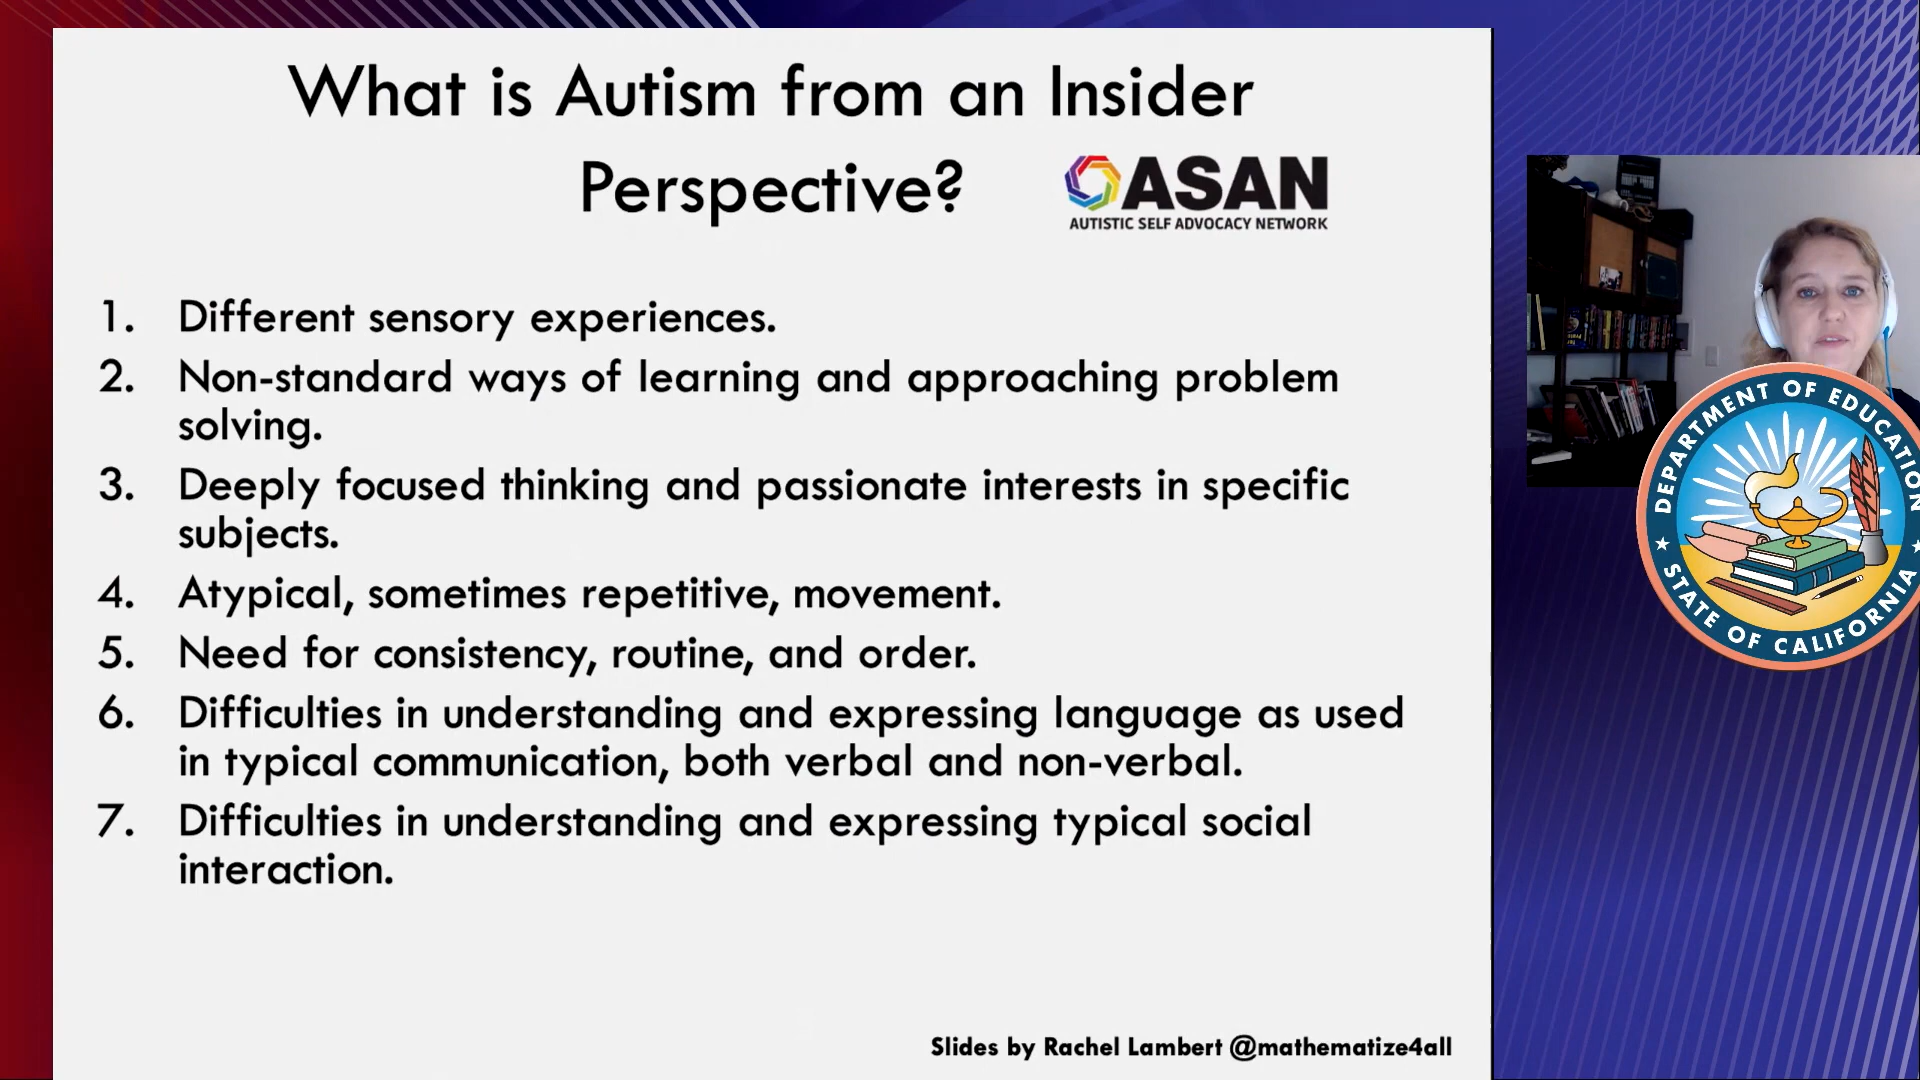 What is Autism from an Insider
Perspective?
ASAN
AUTISTIC SELF ADVOCACY NETWORK
1. Different sensory experiences.
2. Non-standard ways of learning and approaching problem
solving.
3. Deeply focused thinking and passionate interests in specific
subjects.
4. Atypical, sometimes repetitive, movement.
5. Need for consistency, routine, and order.
6. Difficulties in understanding and expressing language as used
in typical communication, both verbal and non-verbal.
7. Difficulties in understanding and expressing typical social
interaction.
Slides by Rachel Lambert @mathematize4all
DEPARTMENT OF EDUCATION
STATE OF CALIFORNIA